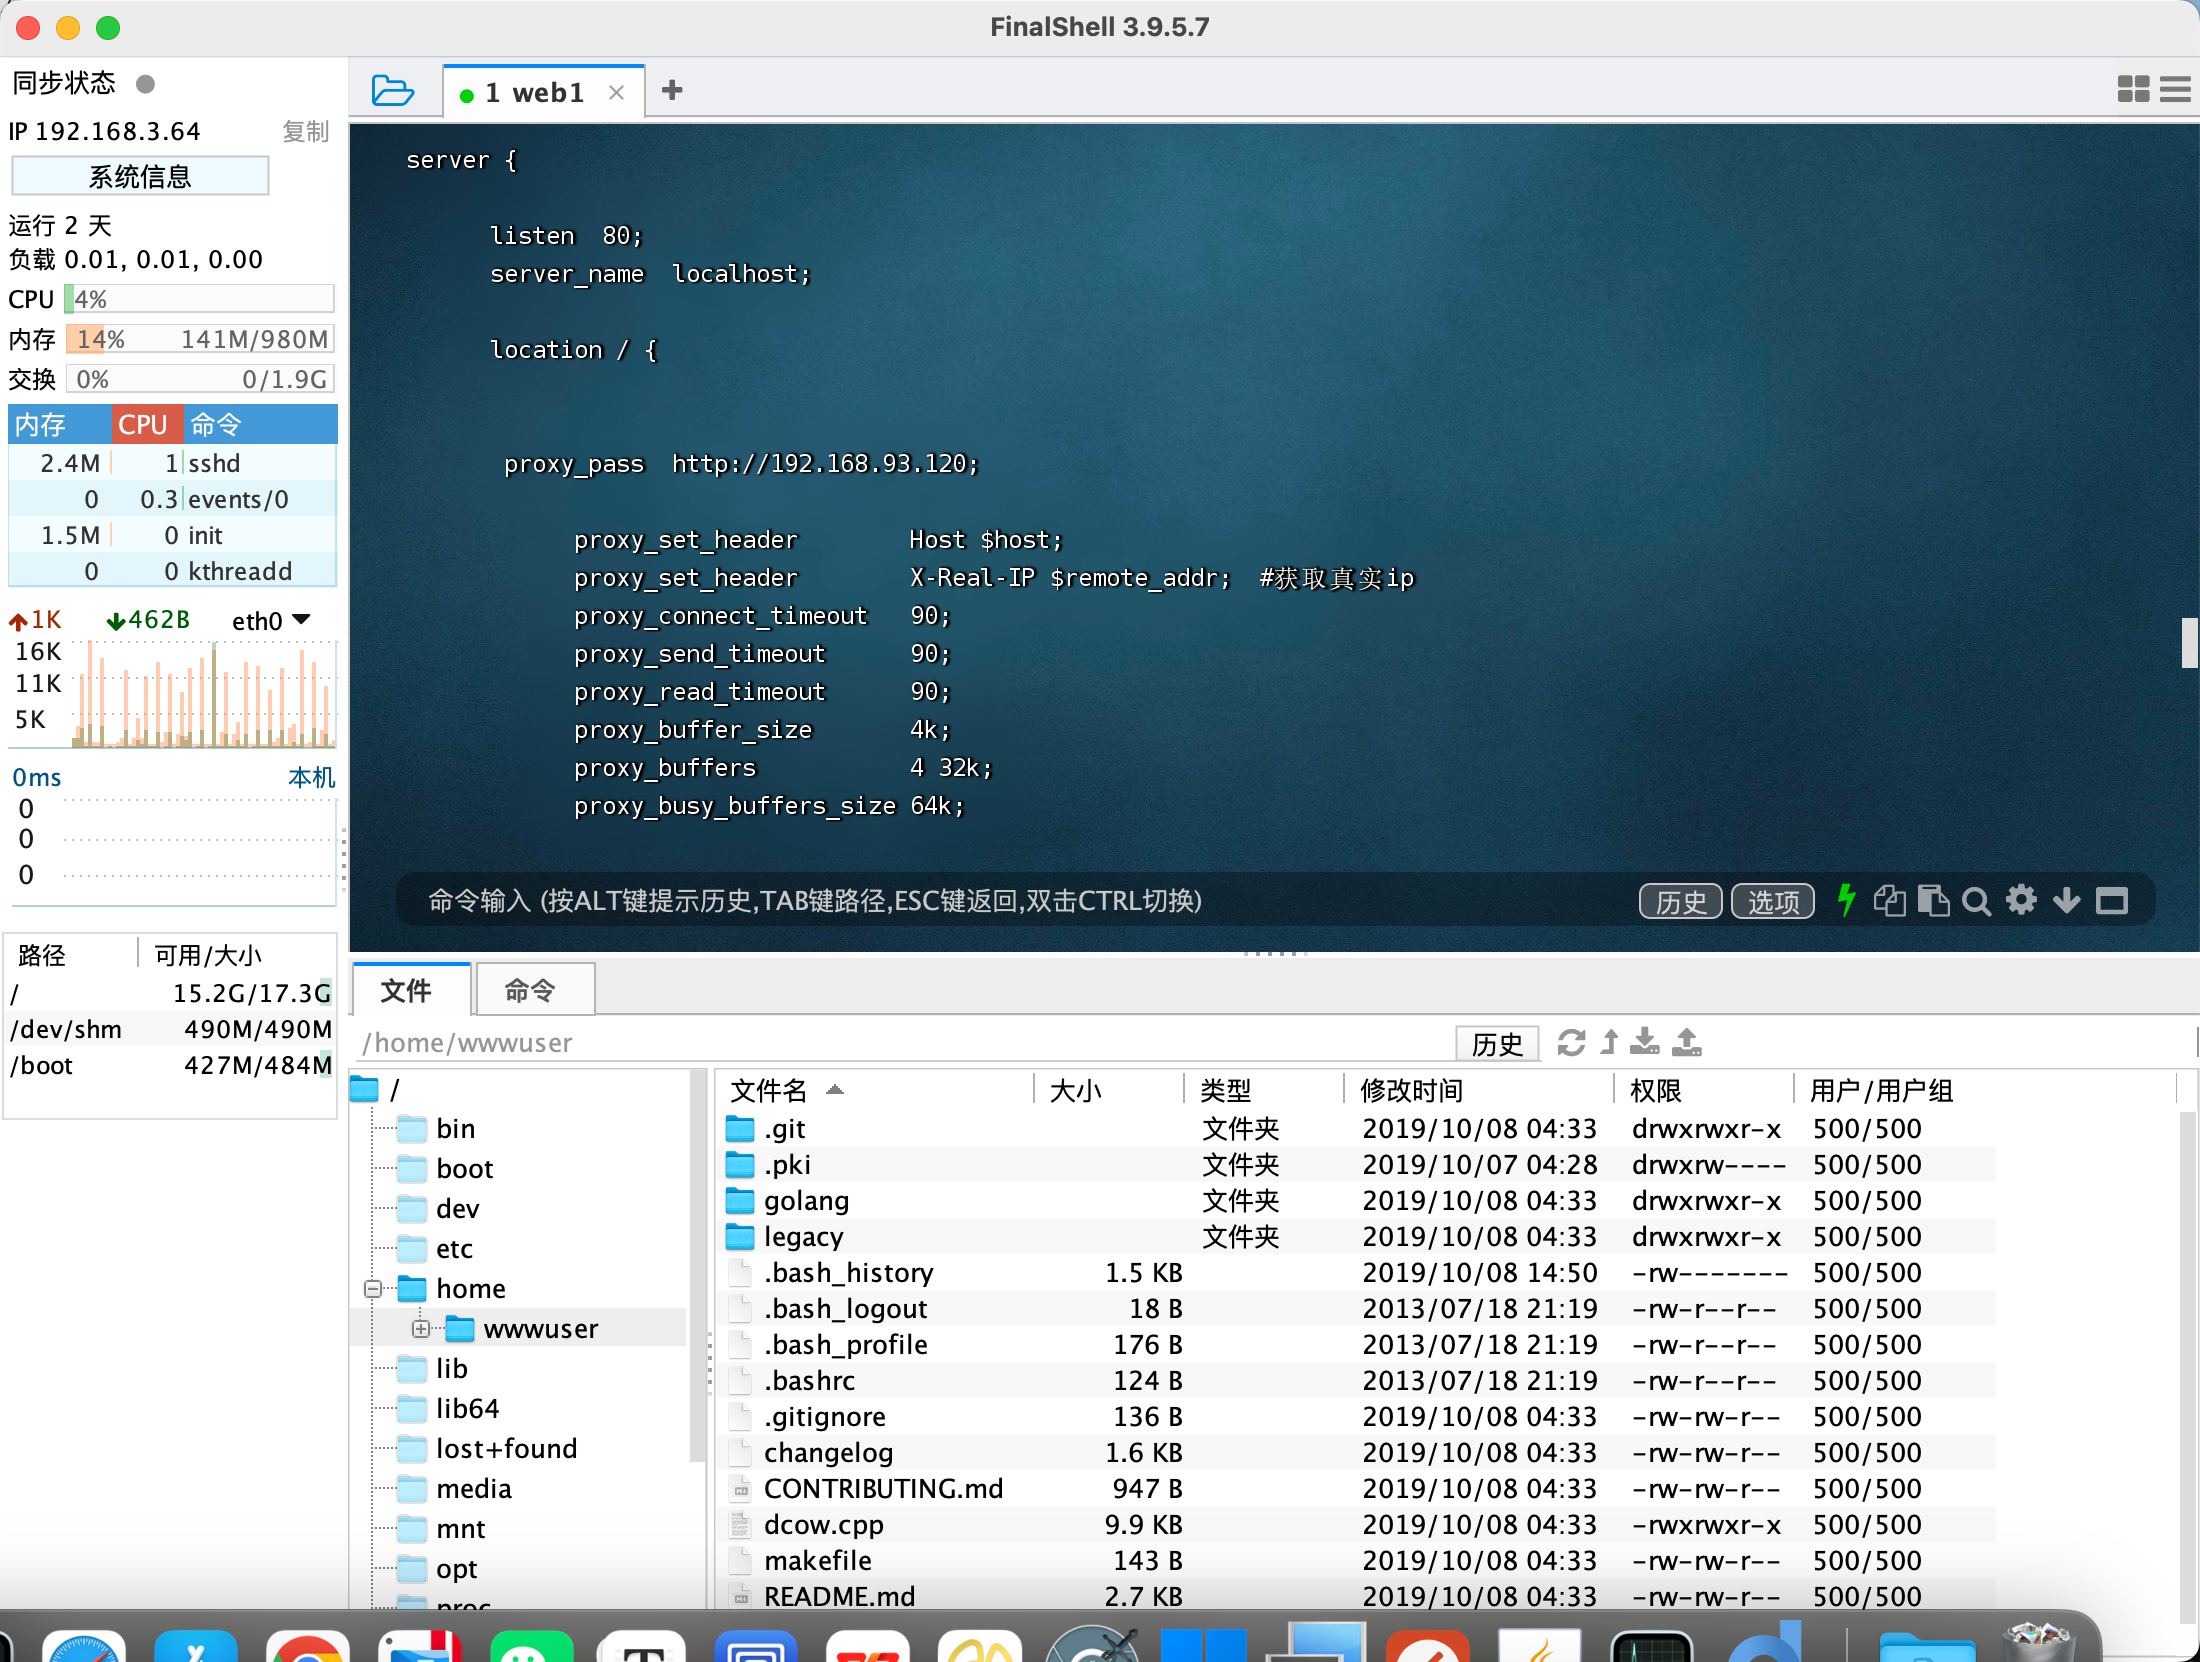 FinalShell 3.9.5.7
同步状态
IP 192.168.3.64 复制
系统信息
运行 2 天
负载 0.01, 0.01, 0.00
CPU 4%
内存 14% 141M/980M
交换 0% 0/1.9G
内存 CPU 命令
2.4M 1 sshd
0 0.3 events/0
1.5M 0 init
0 0 kthreadd
1K 462B eth0
16K
11K
5K
0ms 本机
0
0
0
路径 可用/大小
/ 15.2G/17.3G
/dev/shm 490M/490M
/boot 427M/484M
1 web1
server {
listen 80;
server_name localhost;
location / {
proxy_pass http://192.168.93.120;
proxy_set_header Host $host;
proxy_set_header X-Real-IP $remote_addr; #获取真实ip
proxy_connect_timeout 90;
proxy_send_timeout 90;
proxy_read_timeout 90;
proxy_buffer_size 4k;
proxy_buffers 4 32k;
proxy_busy_buffers_size 64k;
命令输入 (按ALT键提示历史,TAB键路径,ESC键返回,双击CTRL切换) 历史 选项
文件 命令
/home/wwwuser 历史
/
bin
boot
dev
etc
home
wwwuser
lib
lib64
lost+found
media
mnt
opt
proc
文件名 大小 类型 修改时间 权限 用户/用户组
.git 文件夹 2019/10/08 04:33 drwxrwxr-x 500/500
.pki 文件夹 2019/10/07 04:28 drwxrw---- 500/500
golang 文件夹 2019/10/08 04:33 drwxrwxr-x 500/500
legacy 文件夹 2019/10/08 04:33 drwxrwxr-x 500/500
.bash_history 1.5 KB 2019/10/08 14:50 -rw------- 500/500
.bash_logout 18 B 2013/07/18 21:19 -rw-r--r-- 500/500
.bash_profile 176 B 2013/07/18 21:19 -rw-r--r-- 500/500
.bashrc 124 B 2013/07/18 21:19 -rw-r--r-- 500/500
.gitignore 136 B 2019/10/08 04:33 -rw-rw-r-- 500/500
changelog 1.6 KB 2019/10/08 04:33 -rw-rw-r-- 500/500
CONTRIBUTING.md 947 B 2019/10/08 04:33 -rw-rw-r-- 500/500
dcow.cpp 9.9 KB 2019/10/08 04:33 -rwxrwxr-x 500/500
makefile 143 B 2019/10/08 04:33 -rw-rw-r-- 500/500
README.md 2.7 KB 2019/10/08 04:33 -rw-rw-r-- 500/500